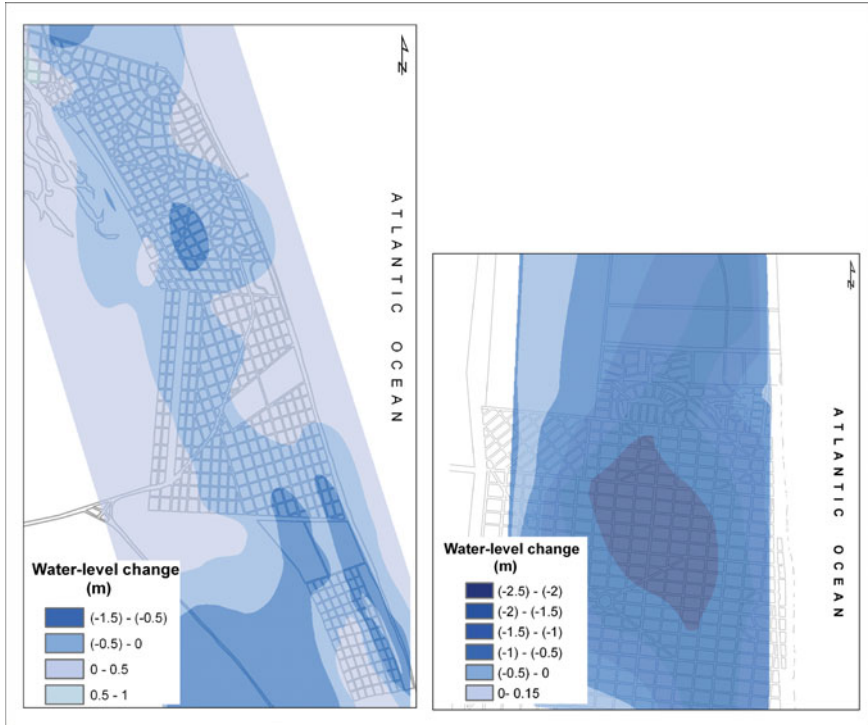 N
ATLANTIC OCEAN
Water-level change
(m)
(-1.5) - (-0.5)
(-0.5) - 0
0 - 0.5
0.5 - 1
N
ATLANTIC OCEAN
Water-level change
(m)
(-2.5) - (-2)
(-2) - (-1.5)
(-1.5) - (-1)
(-1) - (-0.5)
(-0.5) - 0
0- 0.15